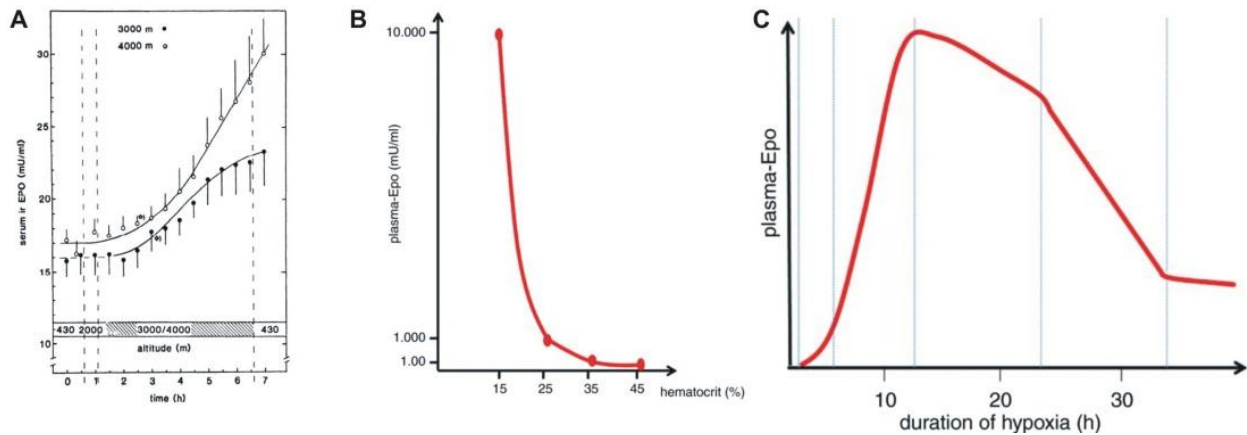 A
3000 m
4000 m
30
25
20
15
10
serum ir EPO (mU/ml)
430 2000 3000/4000 430
altitude (m)
0 1 2 3 4 5 6 7
time (h)
B
10.000
1.000
1.00
plasma-Epo (mU/ml)
15 25 35 45
hematocrit (%)
C
plasma-Epo
10 20 30
duration of hypoxia (h)